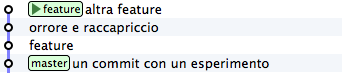 feature altra feature
orrore e raccapriccio
feature
master un commit con un esperimento